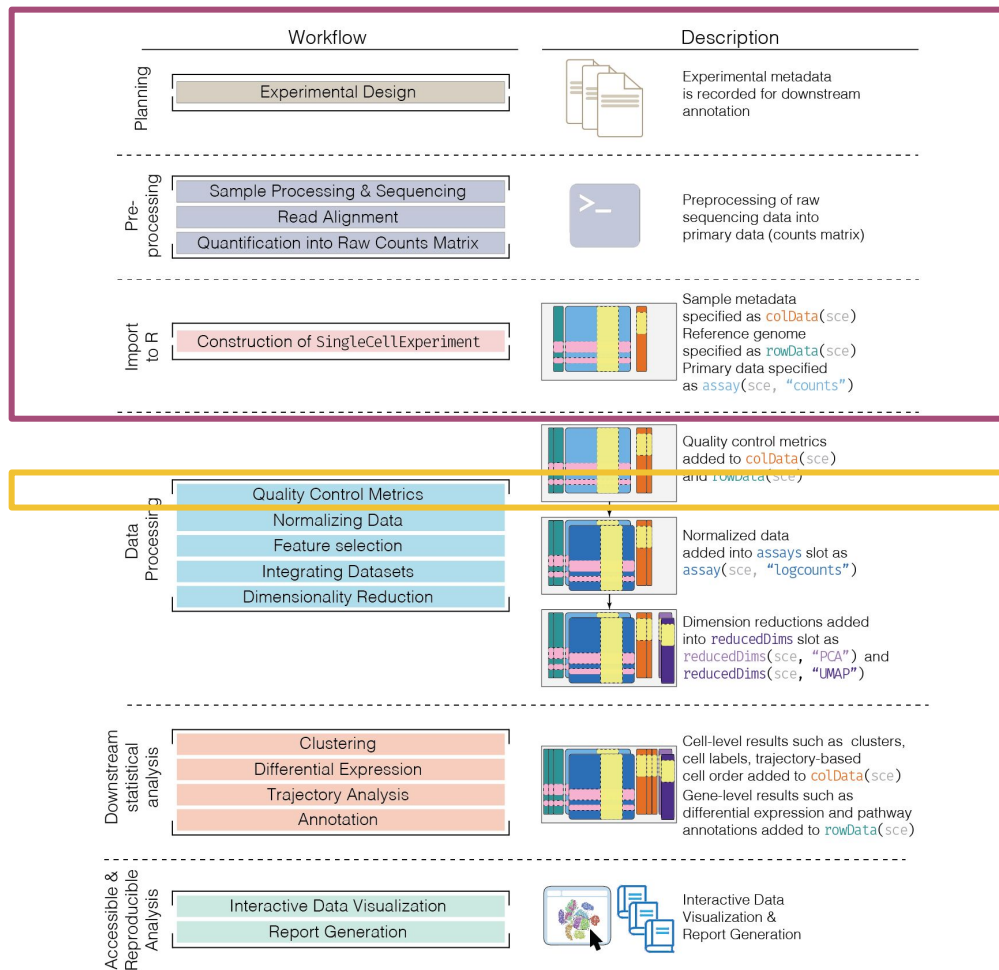 Workflow
Description
Planning
Experimental Design
Experimental metadata
is recorded for downstream
annotation
Pre-
processing
Sample Processing & Sequencing
Read Alignment
Quantification into Raw Counts Matrix
>_
Preprocessing of raw
sequencing data into
primary data (counts matrix)
Import
to R
Construction of SingleCellExperiment
Sample metadata
specified as colData(sce)
Reference genome
specified as rowData(sce)
Primary data specified
as assay(sce, “counts”)
Data
Processing
Quality Control Metrics
Normalizing Data
Feature selection
Integrating Datasets
Dimensionality Reduction
Quality control metrics
added to colData(sce)
and rowData(sce)
Normalized data
added into assays slot as
assay(sce, “logcounts”)
Dimension reductions added
into reducedDims slot as
reducedDims(sce, “PCA”) and
reducedDims(sce, “UMAP”)
Downstream
statistical
analysis
Clustering
Differential Expression
Trajectory Analysis
Annotation
Cell-level results such as clusters,
cell labels, trajectory-based
cell order added to colData(sce)
Gene-level results such as
differential expression and pathway
annotations added to rowData(sce)
Accessible &
Reproducible
Analysis
Interactive Data Visualization
Report Generation
Interactive Data
Visualization &
Report Generation